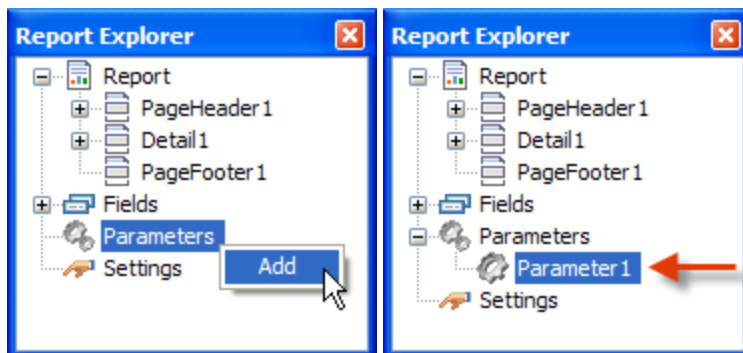 Report Explorer
Report
PageHeader1
Detail1
PageFooter1
Fields
Parameters
Add
Settings
Report Explorer
Report
PageHeader1
Detail1
PageFooter1
Fields
Parameters
Parameter1
Settings